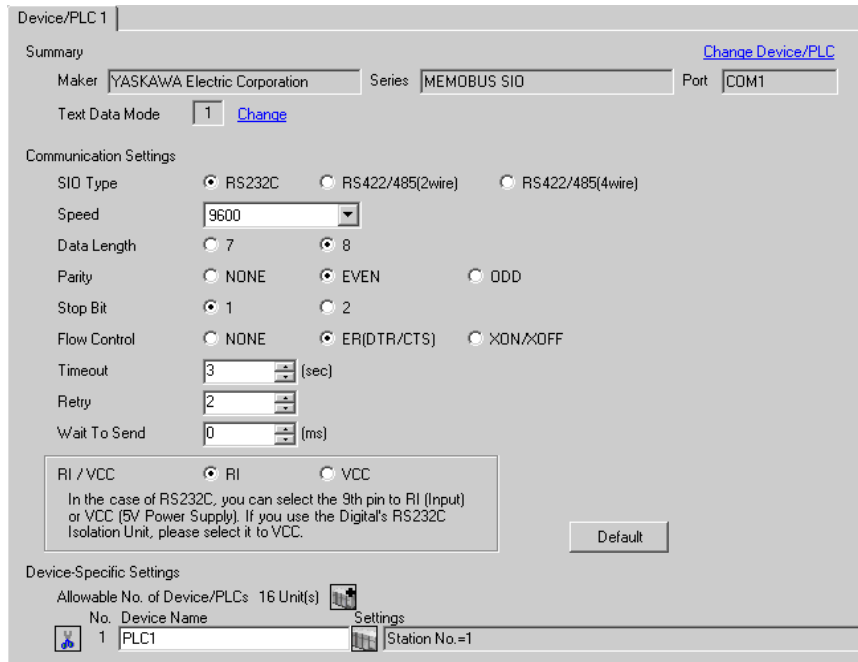 Device/PLC 1
Summary Change Device/PLC
Maker YASKAWA Electric Corporation Series MEMOBUS SIO Port COM1
Text Data Mode 1 Change
Communication Settings
SIO Type RS232C RS422/485(2wire) RS422/485(4wire)
Speed 9600
Data Length 7 8
Parity NONE EVEN ODD
Stop Bit 1 2
Flow Control NONE ER(DTR/CTS) XON/XOFF
Timeout 3 (sec)
Retry 2
Wait To Send 0 (ms)
RI / VCC RI VCC
In the case of RS232C, you can select the 9th pin to RI (Input)
or VCC (5V Power Supply). If you use the Digital's RS232C
Isolation Unit, please select it to VCC.
Default
Device-Specific Settings
Allowable No. of Device/PLCs 16 Unit(s)
No. Device Name Settings
1 PLC1 Station No.=1